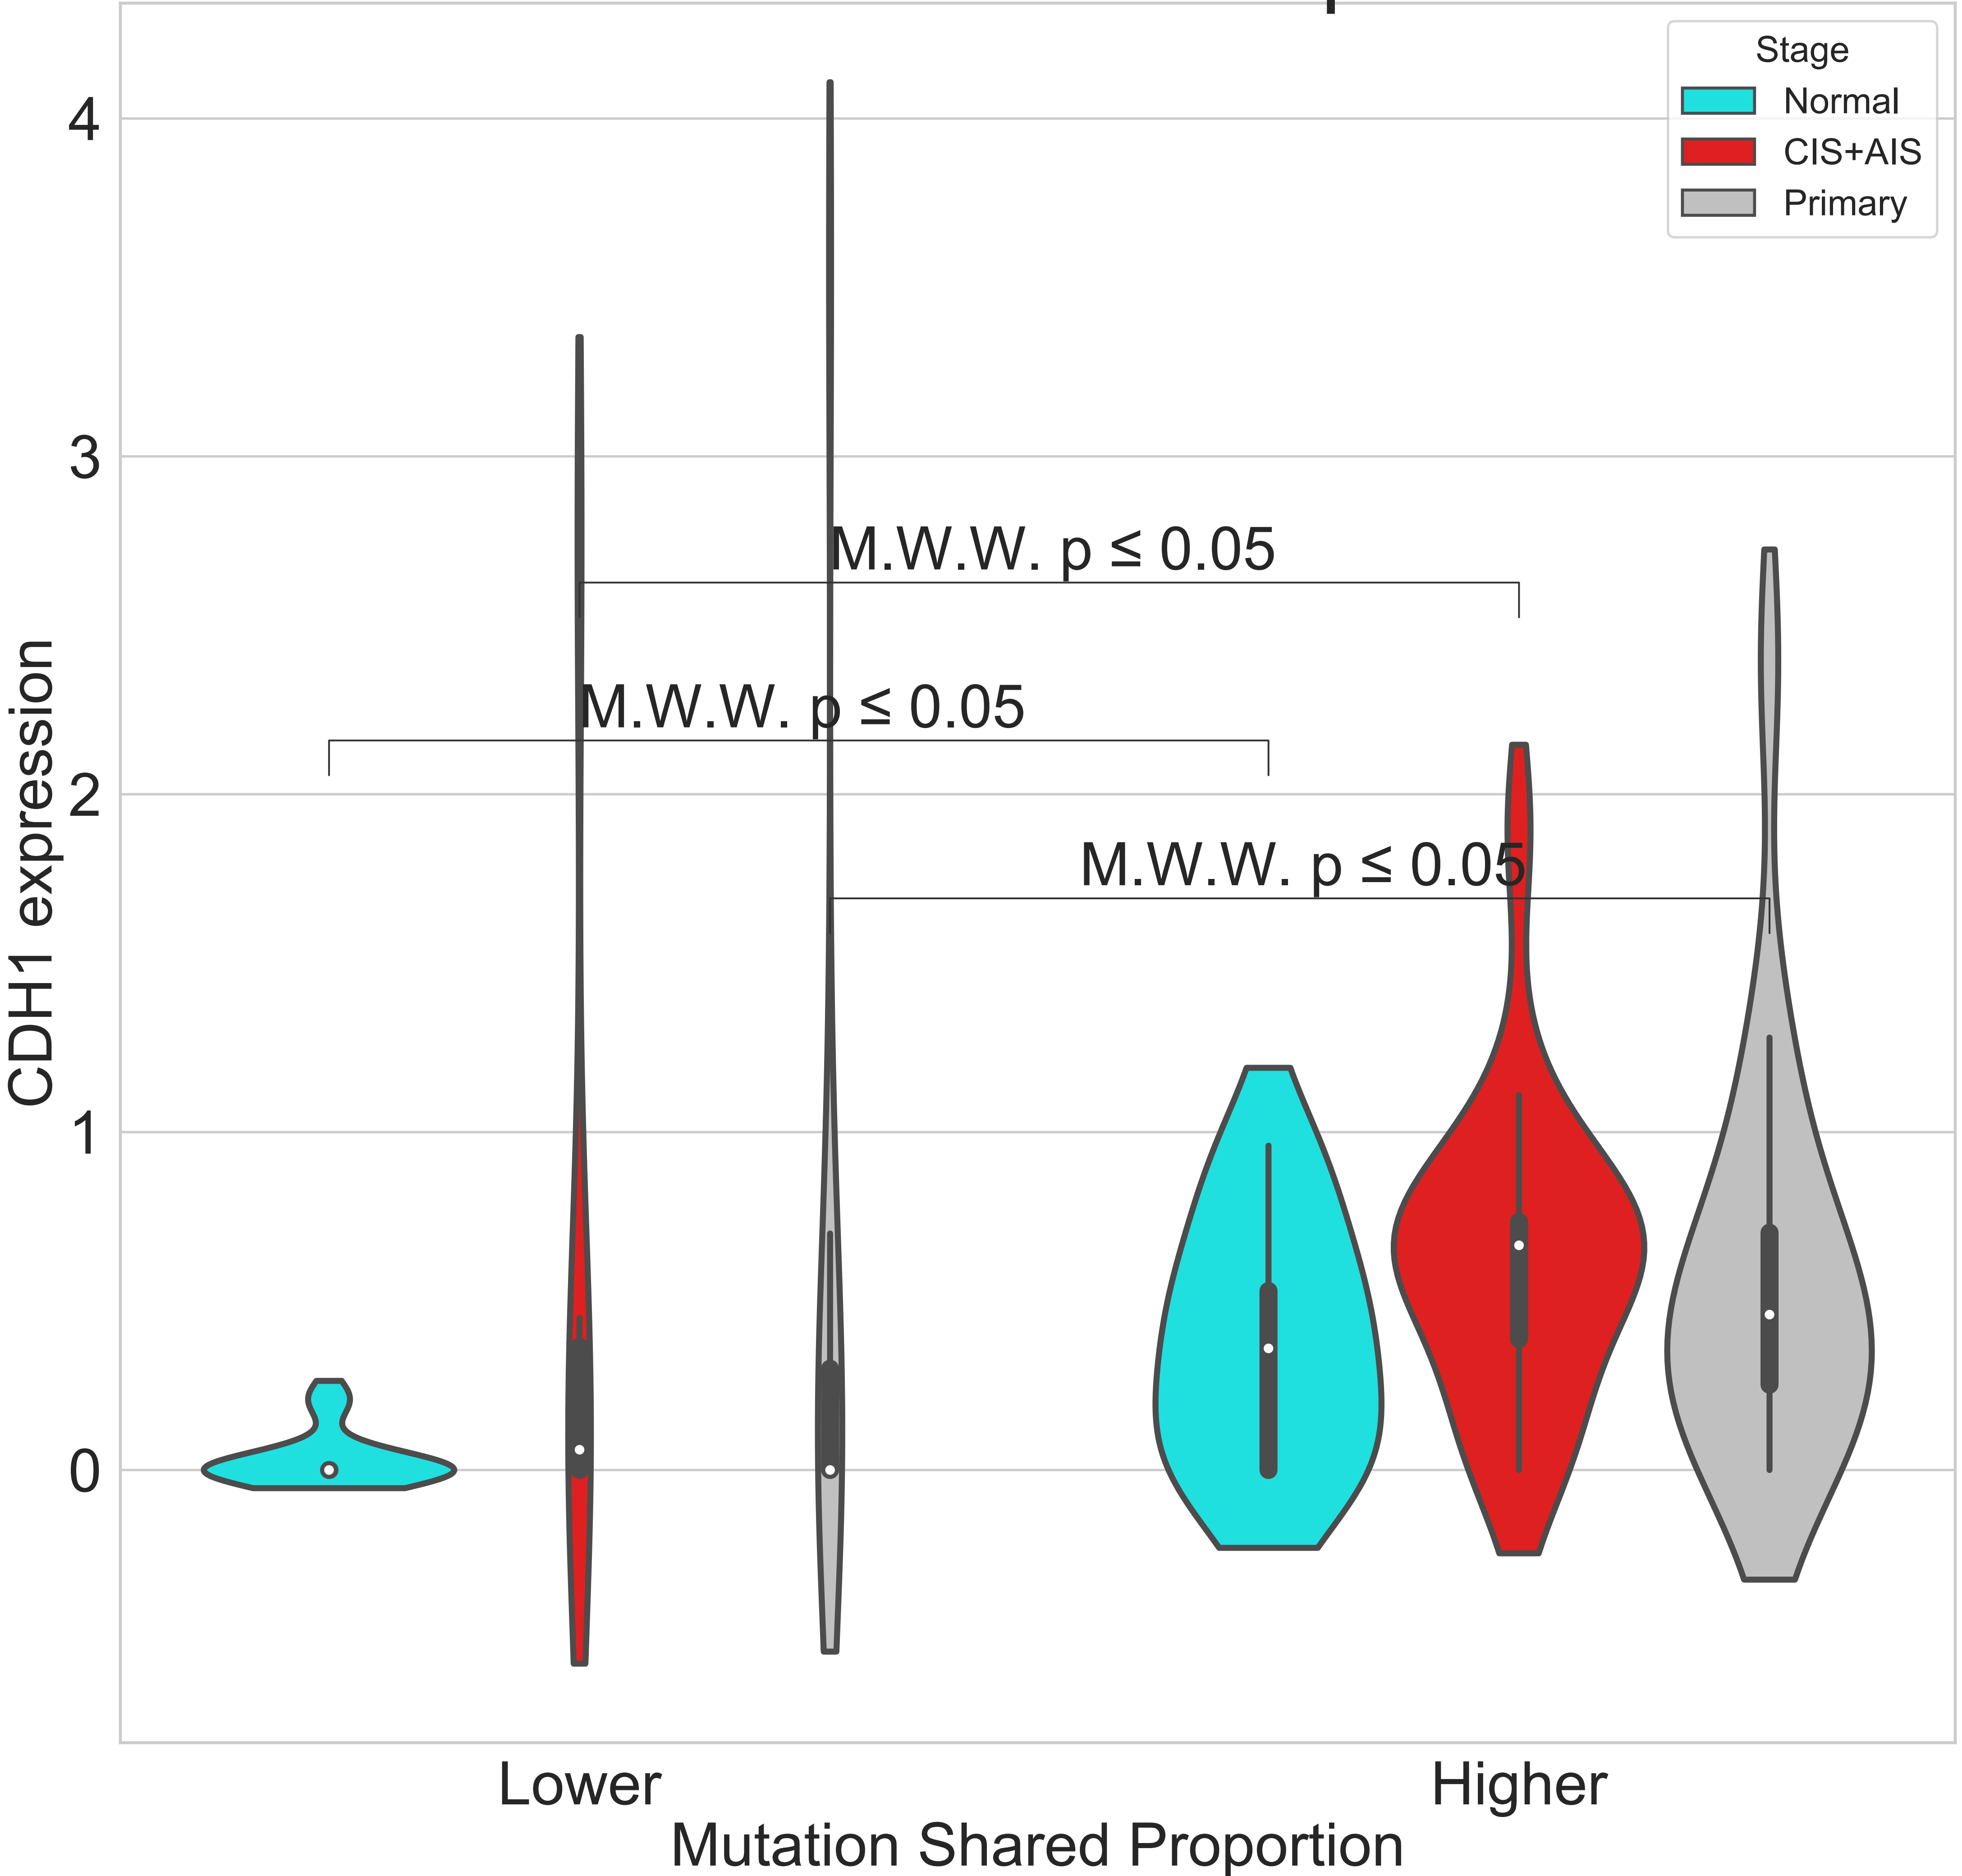 Stage
Normal
CIS+AIS
Primary
4
3
2
1
0
CDH1 expression
M.W.W. p ≤ 0.05
M.W.W. p ≤ 0.05
M.W.W. p ≤ 0.05
Lower
Higher
Mutation Shared Proportion